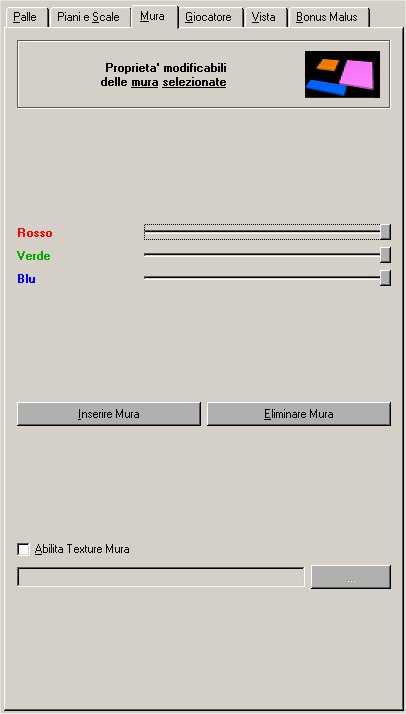 Palle
Piani e Scale
Mura
Giocatore
Vista
Bonus Malus
Proprieta' modificabili
delle mura selezionate
Rosso
Verde
Blu
Inserire Mura
Eliminare Mura
Abilita Texture Mura
...